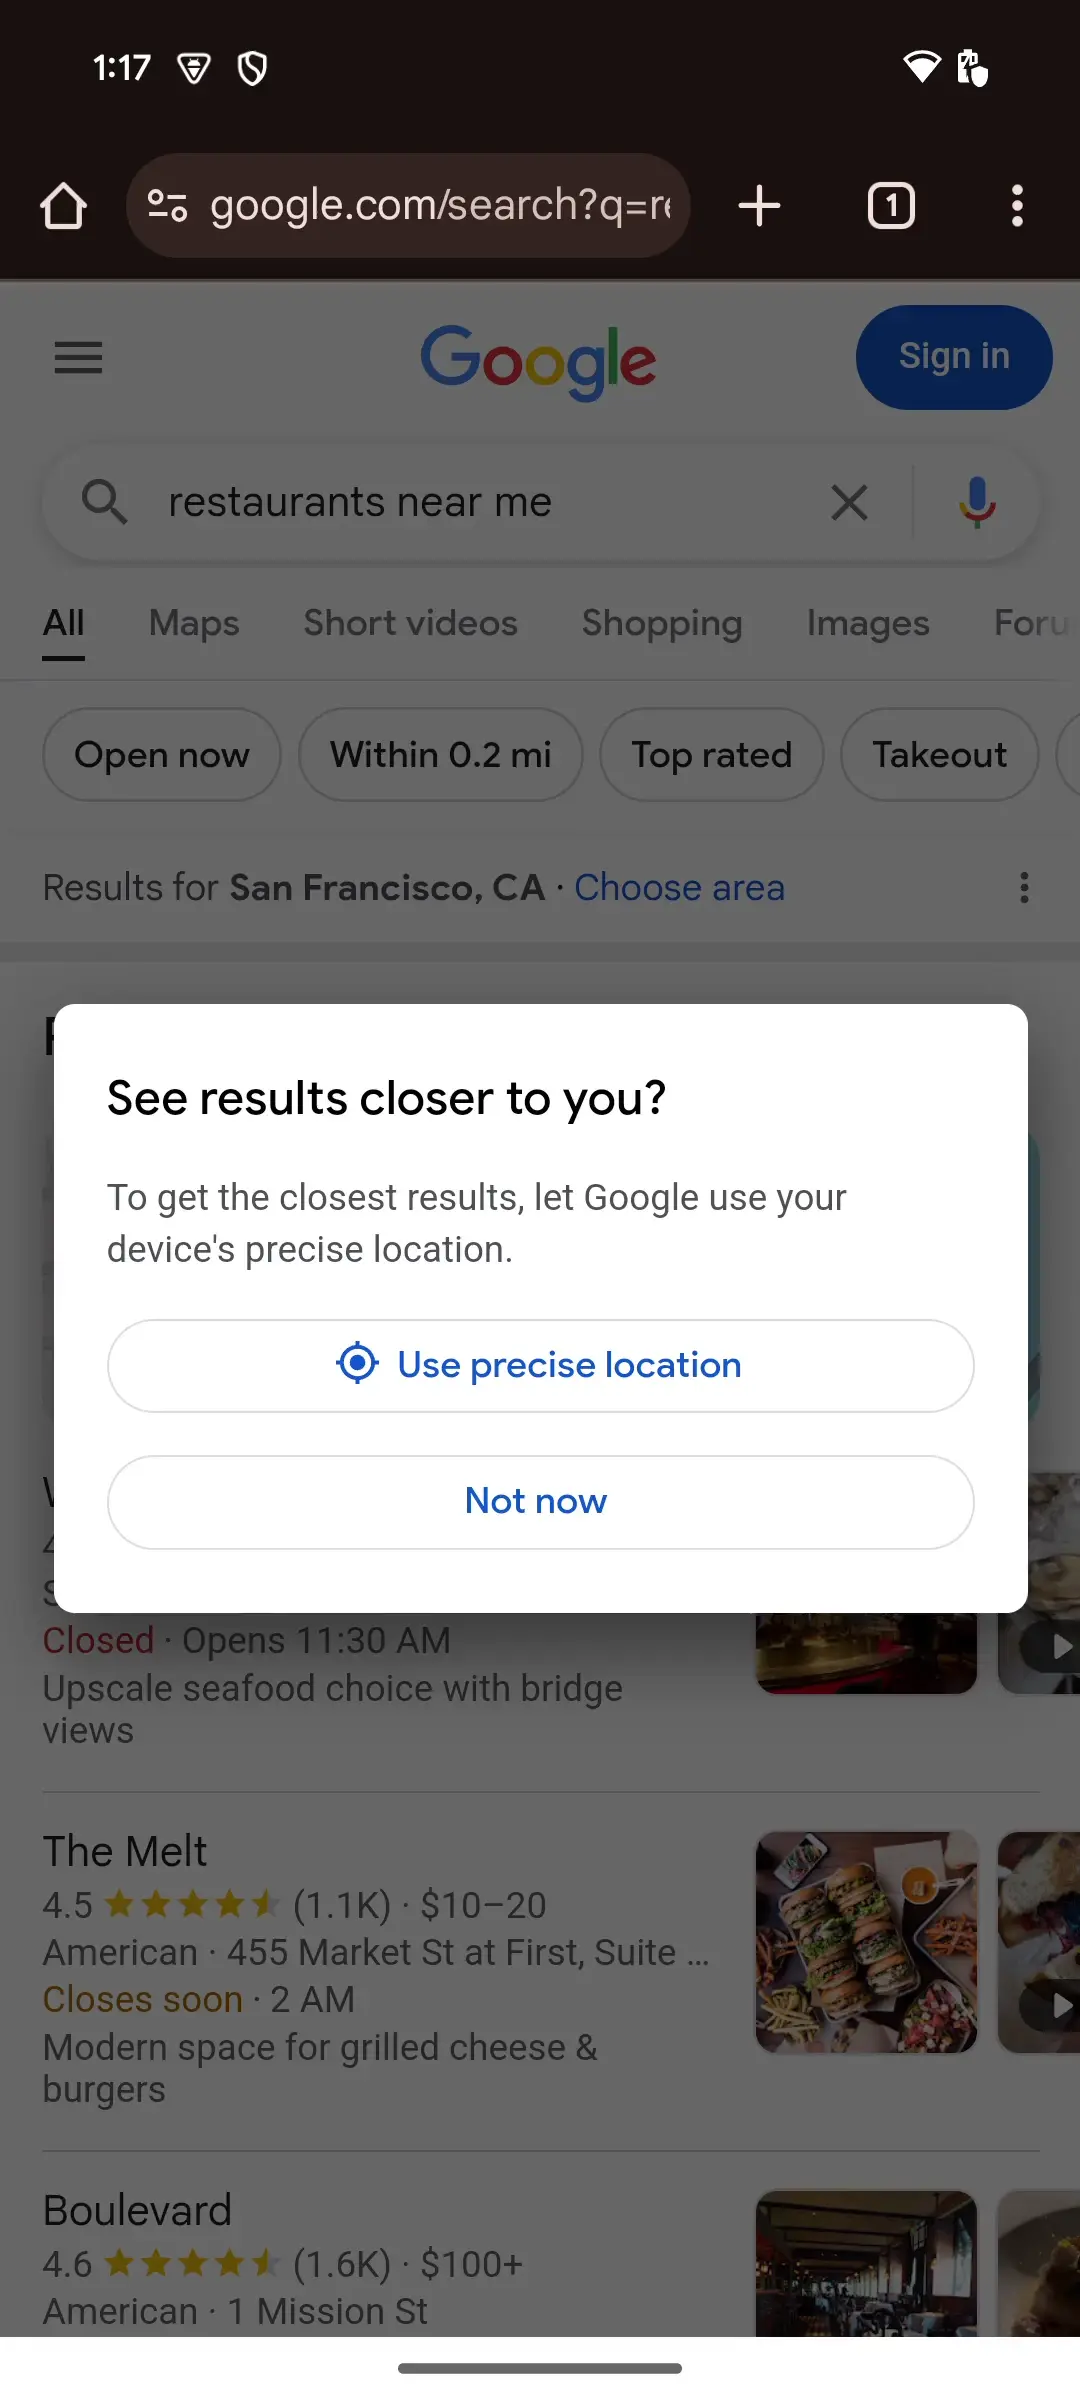 1:17
google.com/search?q=re
1
Google
Sign in
restaurants near me
All Maps Short videos Shopping Images Foru
Open now Within 0.2 mi Top rated Takeout
Results for San Francisco, CA · Choose area
See results closer to you?
To get the closest results, let Google use your
device's precise location.
Use precise location
Not now
Closed · Opens 11:30 AM
Upscale seafood choice with bridge
views
The Melt
4.5 (1.1K) · $10–20
American · 455 Market St at First, Suite ...
Closes soon · 2 AM
Modern space for grilled cheese &
burgers
Boulevard
4.6 (1.6K) · $100+
American · 1 Mission St